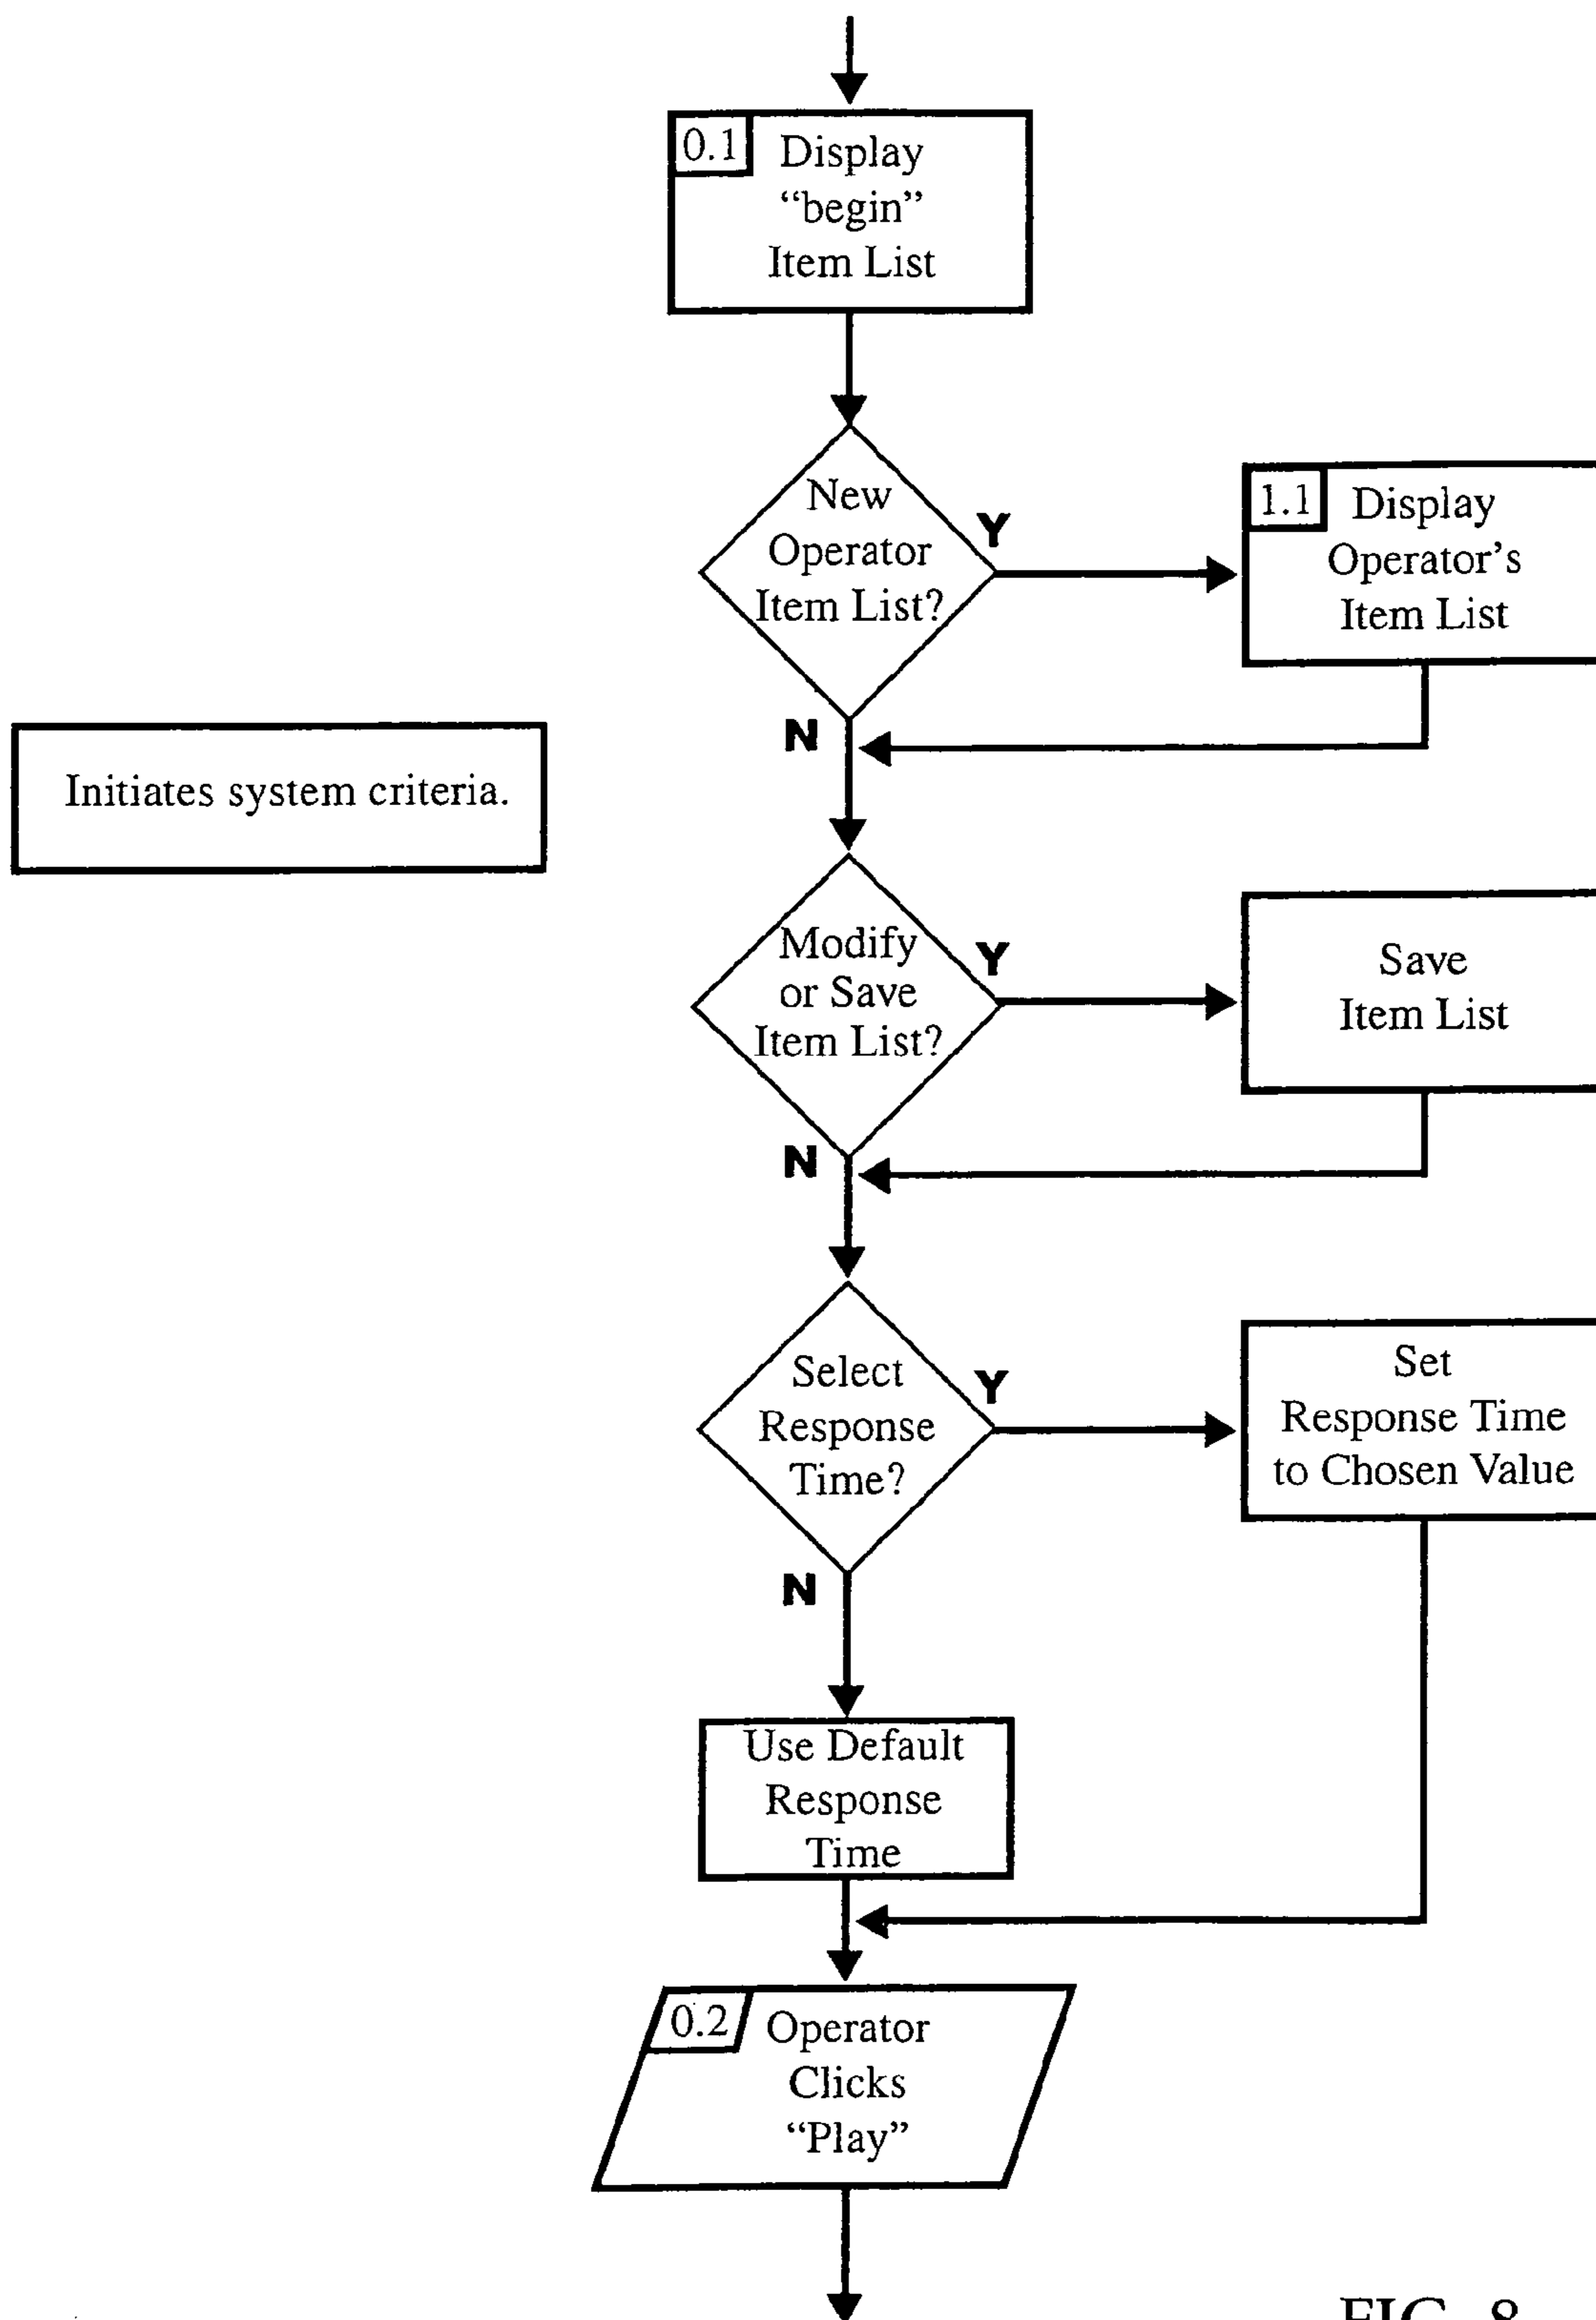 0.1
Display
“begin”
Item List
New
Operator
Item List?
Y
N
1.1
Display
Operator’s
Item List
Initiates system criteria.
Modify
or Save
Item List?
Y
N
Save
Item List
Select
Response
Time?
Y
N
Set
Response Time
to Chosen Value
Use Default
Response
Time
0.2
Operator
Clicks
“Play”
FIG. 8